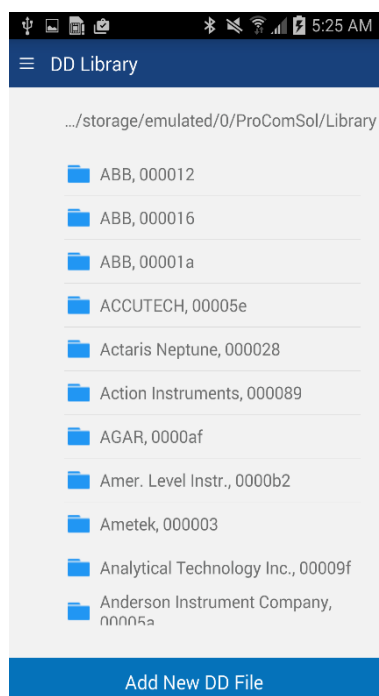 5:25 AM
DD Library
.../storage/emulated/0/ProComSol/Library
ABB, 000012
ABB, 000016
ABB, 00001a
ACCUTECH, 00005e
Actaris Neptune, 000028
Action Instruments, 000089
AGAR, 0000af
Amer. Level Instr., 0000b2
Ametek, 000003
Analytical Technology Inc., 00009f
Anderson Instrument Company,
00005a
Add New DD File